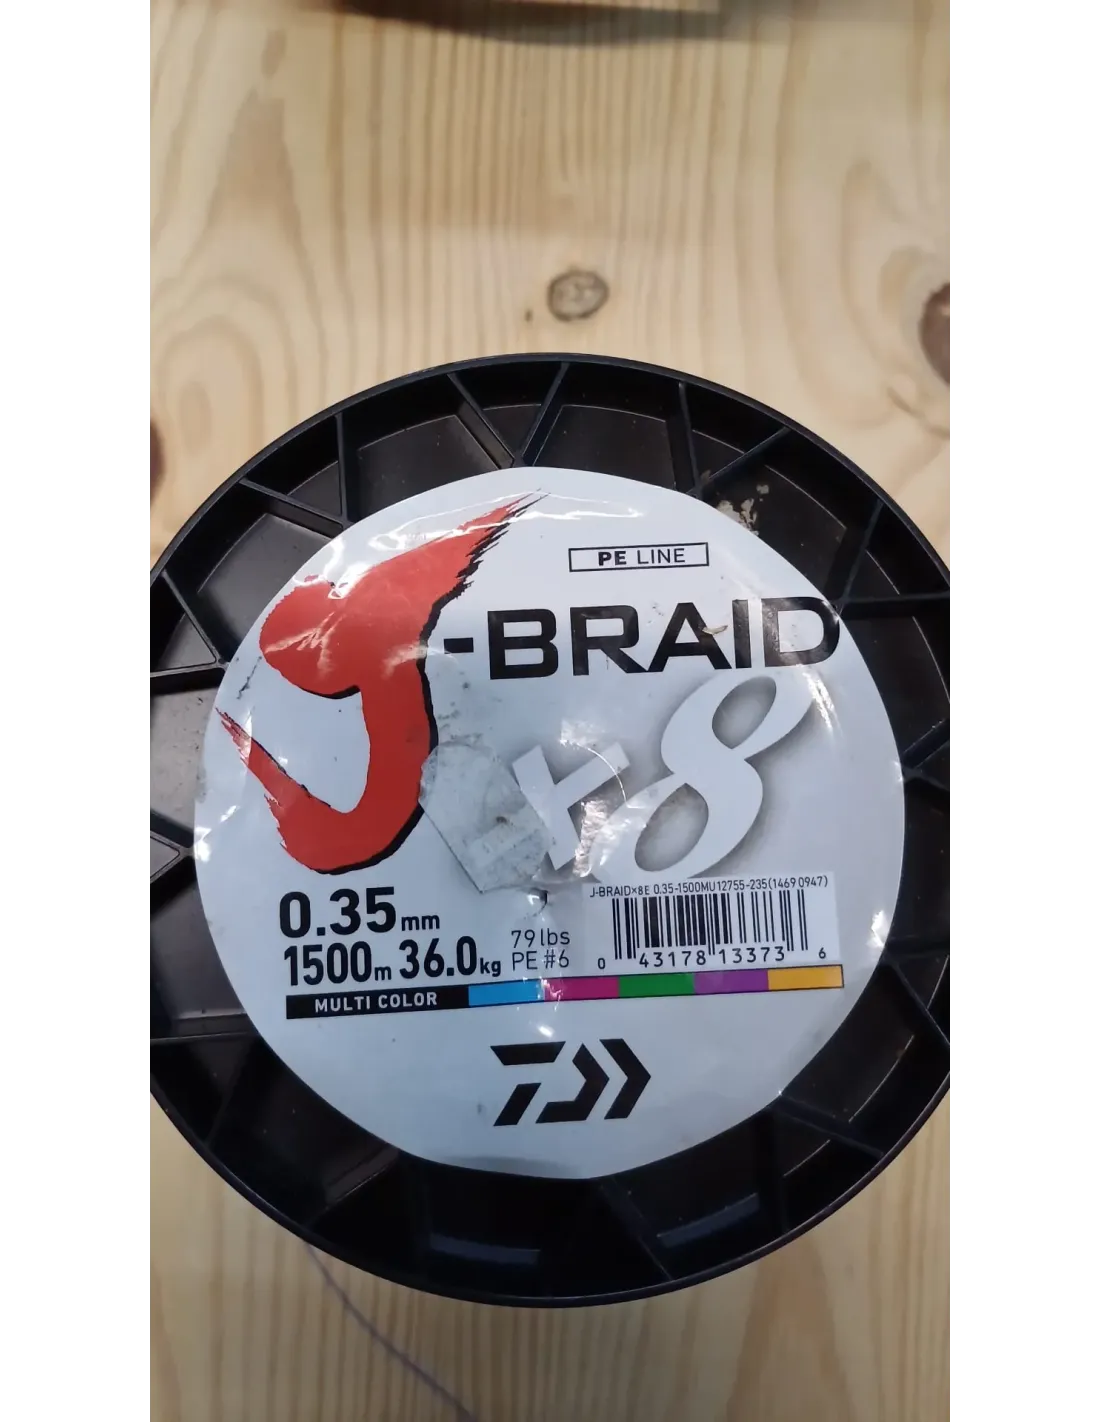 PE LINE
J-BRAID
x8
J-BRAID×8E 0.35-1500MU 12755-235(1469 0947)
0.35mm
1500m 36.0kg
79lbs
PE #6
0 43178 13373 6
MULTI COLOR